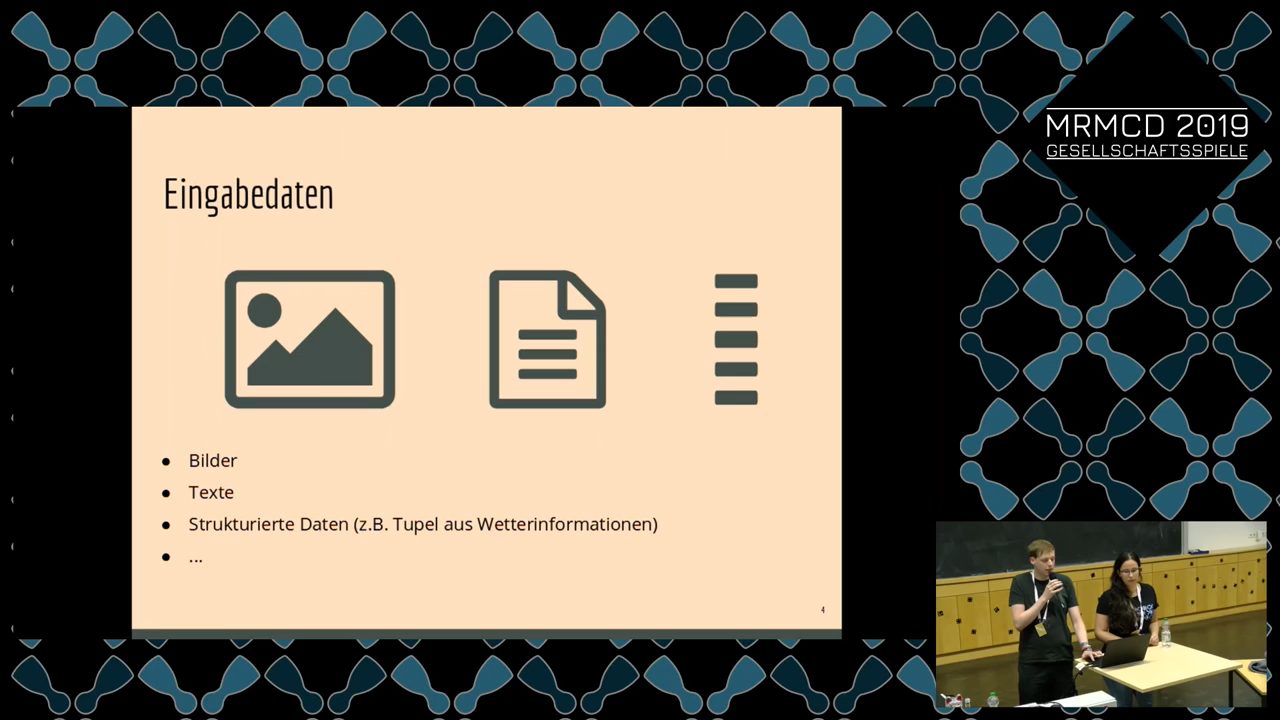 MRMCD 2019
GESELLSCHAFTSSPIELE
Eingabedaten
● Bilder
● Texte
● Strukturierte Daten (z.B. Tupel aus Wetterinformationen)
● ...
4